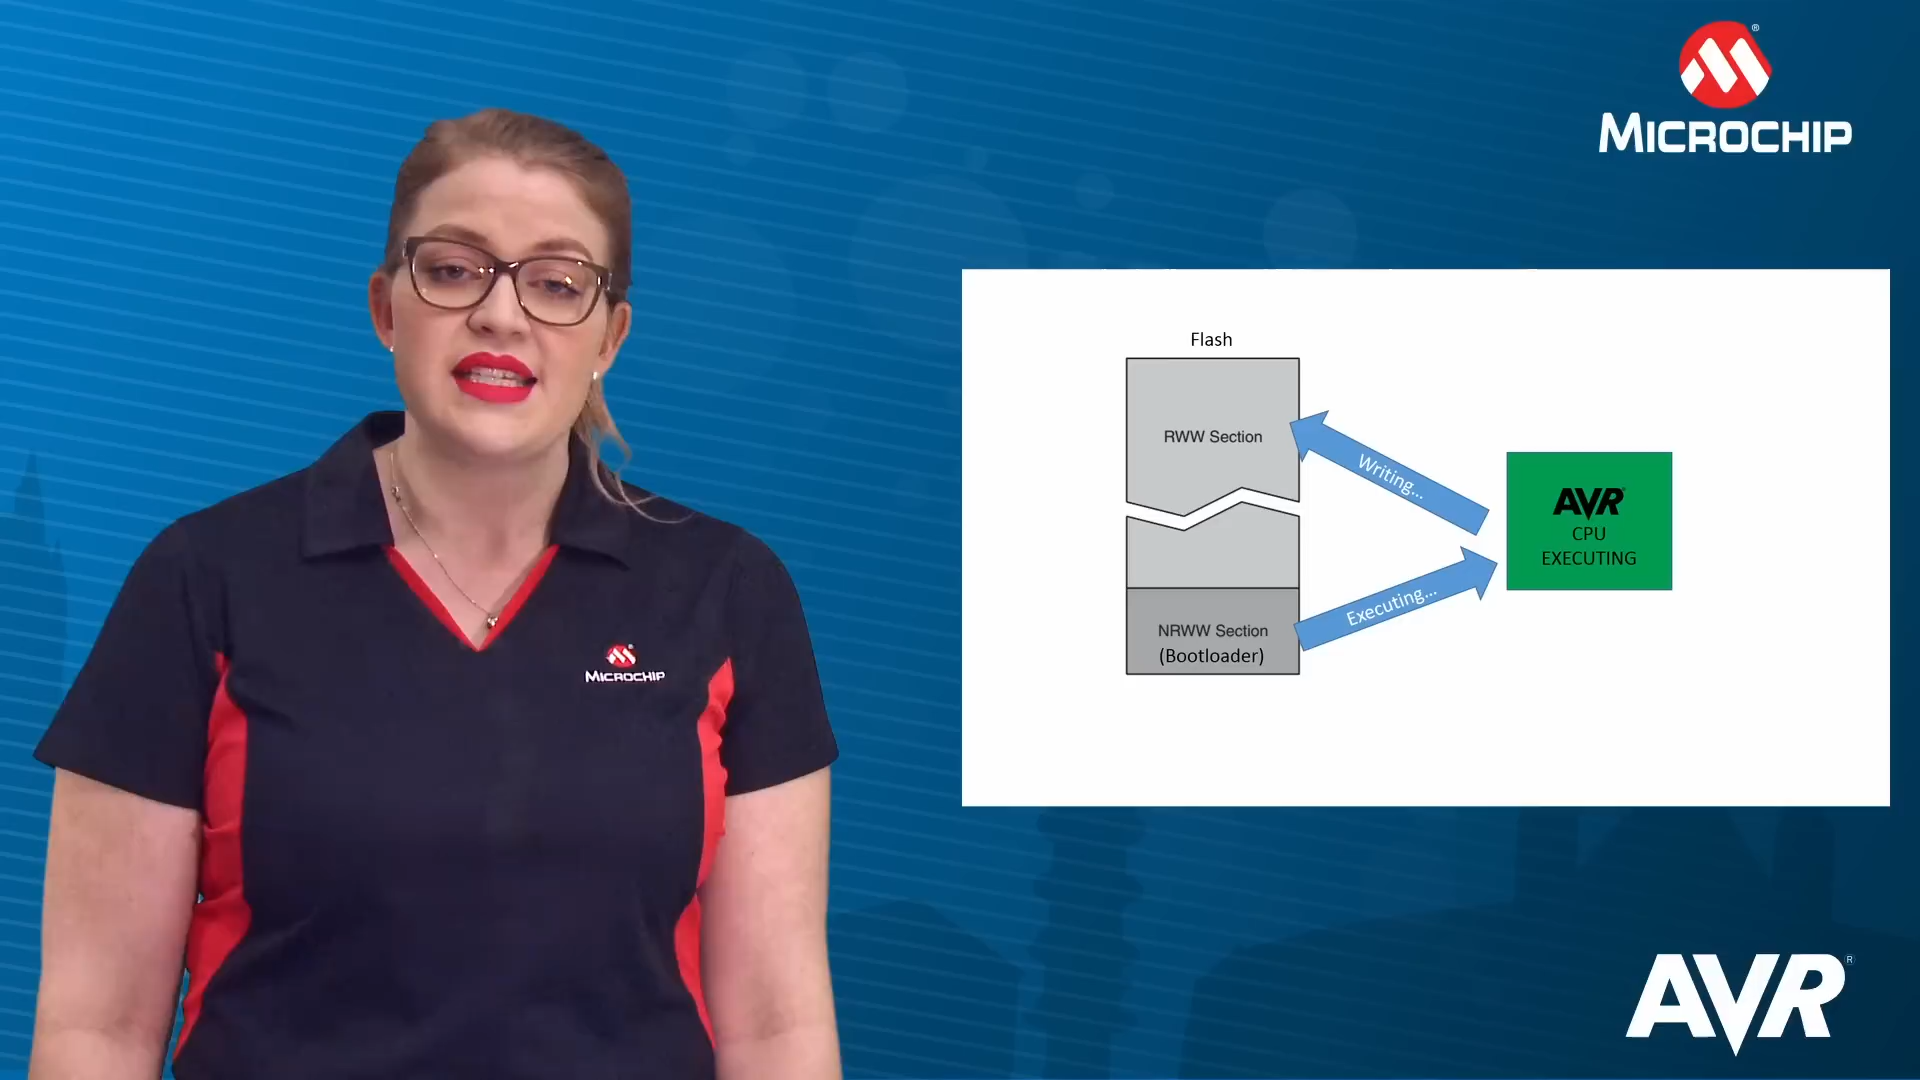 MICROCHIP
Flash
RWW Section
Writing...
AVR
CPU
EXECUTING
Executing...
NRWW Section
(Bootloader)
MICROCHIP
AVR